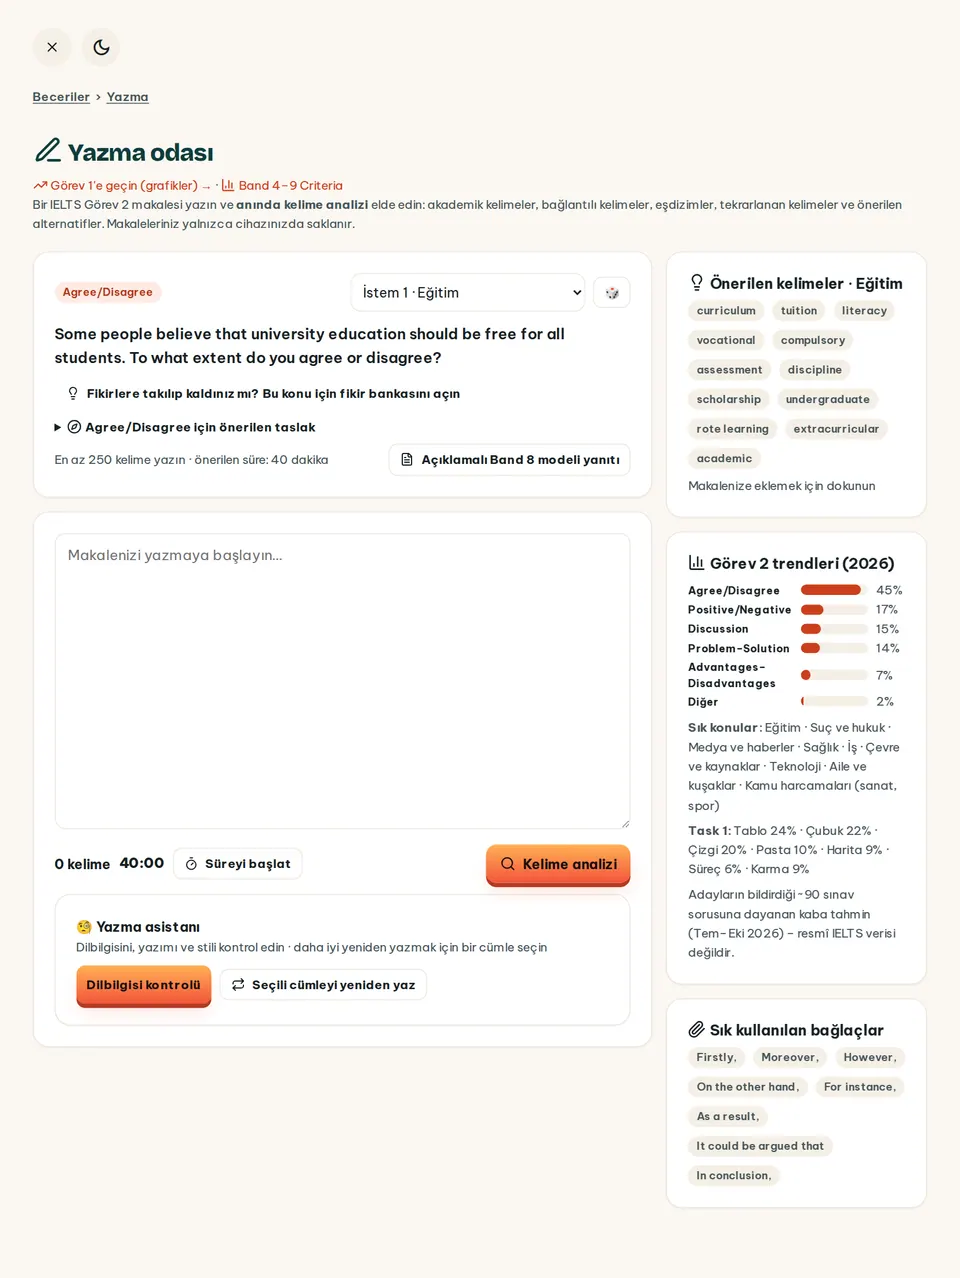 Beceriler › Yazma
Yazma odası
Görev 1'e geçin (grafikler) → · Band 4–9 Criteria
Bir IELTS Görev 2 makalesi yazın ve anında kelime analizi elde edin: akademik kelimeler, bağlantılı kelimeler, eşdizimler, tekrarlanan kelimeler ve önerilen
alternatifler. Makaleleriniz yalnızca cihazınızda saklanır.
Agree/Disagree
İstem 1 · Eğitim
Some people believe that university education should be free for all
students. To what extent do you agree or disagree?
Fikirlere takılıp kaldınız mı? Bu konu için fikir bankasını açın
Agree/Disagree için önerilen taslak
En az 250 kelime yazın · önerilen süre: 40 dakika
Açıklamalı Band 8 modeli yanıtı
Makalenizi yazmaya başlayın...
0 kelime 40:00 Süreyi başlat
Kelime analizi
Yazma asistanı
Dilbilgisini, yazımı ve stili kontrol edin · daha iyi yeniden yazmak için bir cümle seçin
Dilbilgisi kontrolü
Seçili cümleyi yeniden yaz
Önerilen kelimeler · Eğitim
curriculum tuition literacy
vocational compulsory
assessment discipline
scholarship undergraduate
rote learning extracurricular
academic
Makalenize eklemek için dokunun
Görev 2 trendleri (2026)
Agree/Disagree 45%
Positive/Negative 17%
Discussion 15%
Problem-Solution 14%
Advantages-
Disadvantages 7%
Diğer 2%
Sık konular: Eğitim · Suç ve hukuk ·
Medya ve haberler · Sağlık · İş · Çevre
ve kaynaklar · Teknoloji · Aile ve
kuşaklar · Kamu harcamaları (sanat,
spor)
Task 1: Tablo 24% · Çubuk 22% ·
Çizgi 20% · Pasta 10% · Harita 9% ·
Süreç 6% · Karma 9%
Adayların bildirdiği ~90 sınav
sorusuna dayanan kaba tahmin
(Tem–Eki 2026) – resmî IELTS verisi
değildir.
Sık kullanılan bağlaçlar
Firstly, Moreover, However,
On the other hand, For instance,
As a result,
It could be argued that
In conclusion,